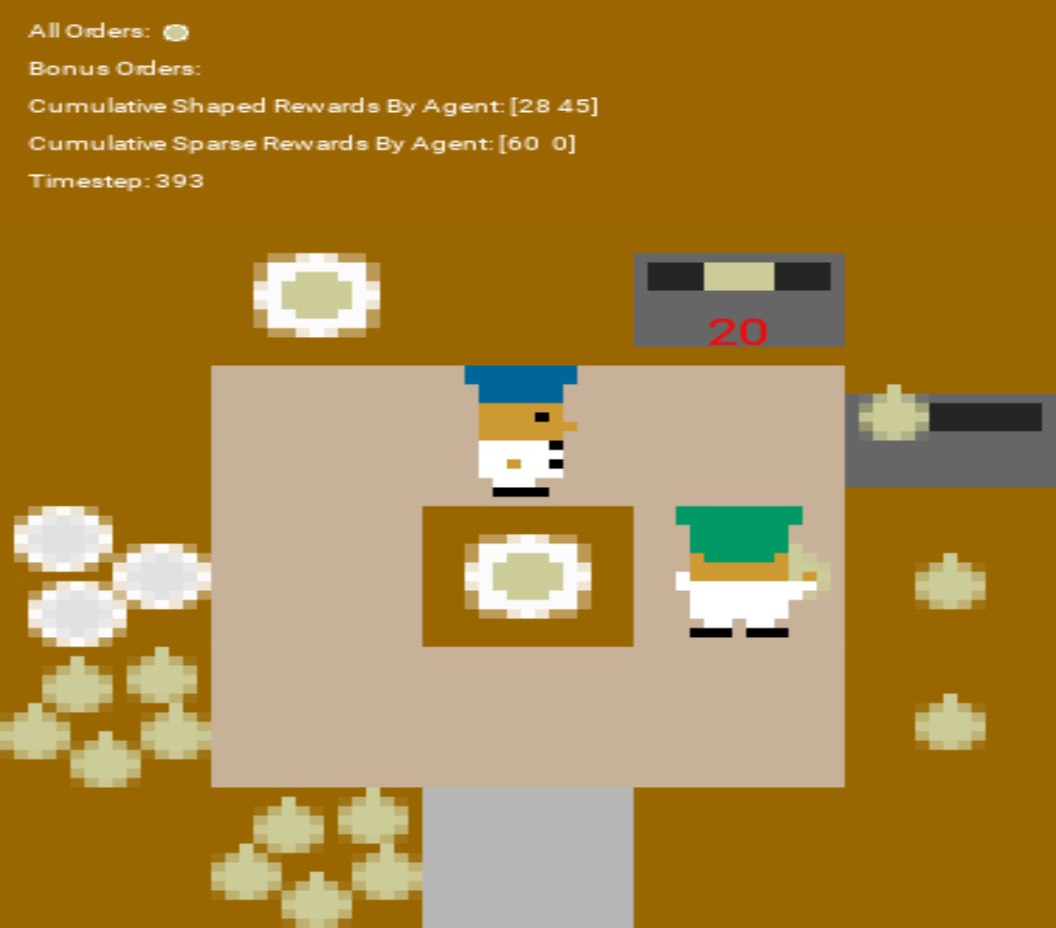 All Orders:
Bonus Orders:
Cumulative Shaped Rewards By Agent: [28 45]
Cumulative Sparse Rewards By Agent: [60  0]
Timestep: 393
20